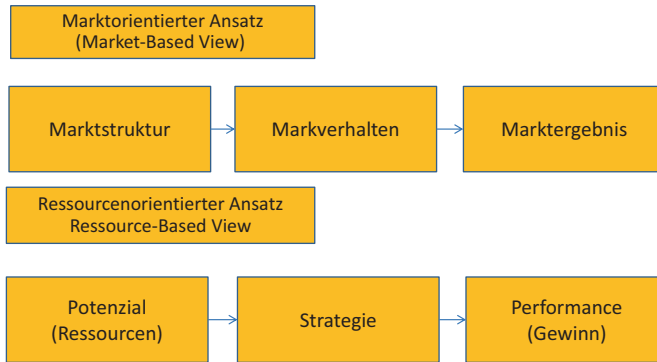 Marktorientierter Ansatz
(Market-Based View)
Marktstruktur
Markverhalten
Marktergebnis
Ressourcenorientierter Ansatz
Ressource-Based View
Potenzial
(Ressourcen)
Strategie
Performance
(Gewinn)